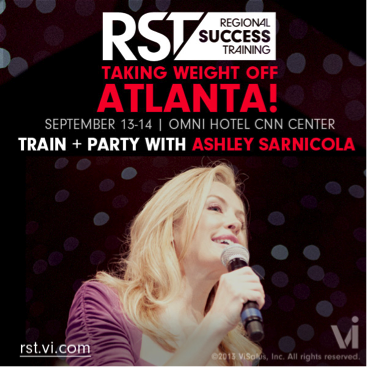 RST/ REGIONAL
SUCCESS
TRAINING
TAKING WEIGHT OFF
ATLANTA!
SEPTEMBER 13-14 | OMNI HOTEL CNN CENTER
TRAIN + PARTY WITH ASHLEY SARNICOLA
vi
rst.vi.com
©2013 ViSalus, Inc. All rights reserved.